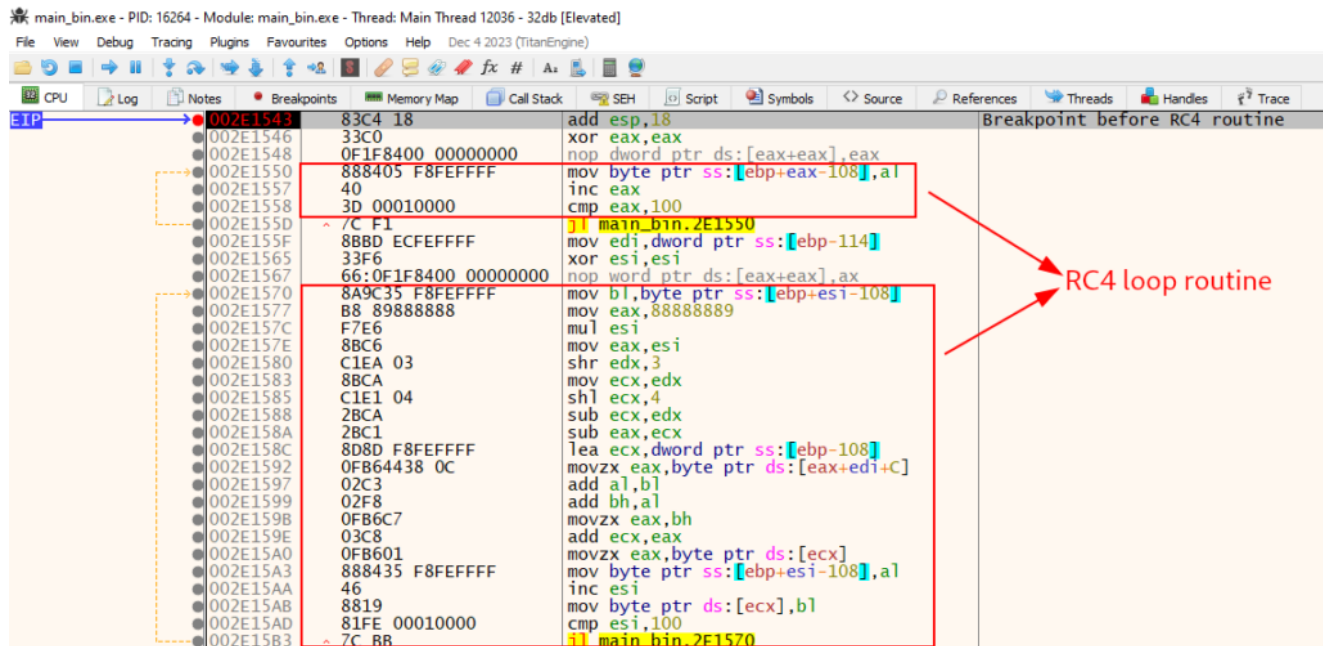 main_bin.exe - PID: 16264 - Module: main_bin.exe - Thread: Main Thread 12036 - 32db [Elevated]
File View Debug Tracing Plugins Favourites Options Help Dec 4 2023 (TitanEngine)
CPU Log Notes Breakpoints Memory Map Call Stack SEH Script Symbols Source References Threads Handles Trace
EIP 002E1543 83C4 18 add esp,18 Breakpoint before RC4 routine
002E1546 33C0 xor eax,eax
002E1548 0F1F8400 00000000 nop dword ptr ds:[eax+eax],eax
002E1550 888405 F8FEFFFF mov byte ptr ss:[ebp+eax-108],al
002E1557 40 inc eax
002E1558 3D 00010000 cmp eax,100
002E155D 7C F1 jl main_bin.2E1550
002E155F 8BBD ECFEFFFF mov edi,dword ptr ss:[ebp-114]
002E1565 33F6 xor esi,esi
002E1567 66:0F1F8400 00000000 nop word ptr ds:[eax+eax],ax
002E1570 8A9C35 F8FEFFFF mov bl,byte ptr ss:[ebp+esi-108]
RC4 loop routine
002E1577 B8 89888888 mov eax,88888889
002E157C F7E6 mul esi
002E157E 8BC6 mov eax,esi
002E1580 C1EA 03 shr edx,3
002E1583 8BCA mov ecx,edx
002E1585 C1E1 04 shl ecx,4
002E1588 2BCA sub ecx,edx
002E158A 2BC1 sub eax,ecx
002E158C 8D8D F8FEFFFF lea ecx,dword ptr ss:[ebp-108]
002E1592 0FB64438 0C movzx eax,byte ptr ds:[eax+edi+C]
002E1597 02C3 add al,bl
002E1599 02F8 add bh,al
002E159B 0FB6C7 movzx eax,bh
002E159E 03C8 add ecx,eax
002E15A0 0FB601 movzx eax,byte ptr ds:[ecx]
002E15A3 888435 F8FEFFFF mov byte ptr ss:[ebp+esi-108],al
002E15AA 46 inc esi
002E15AB 8819 mov byte ptr ds:[ecx],bl
002E15AD 81FE 00010000 cmp esi,100
002E15B3 7C BB jl main_bin.2E1570